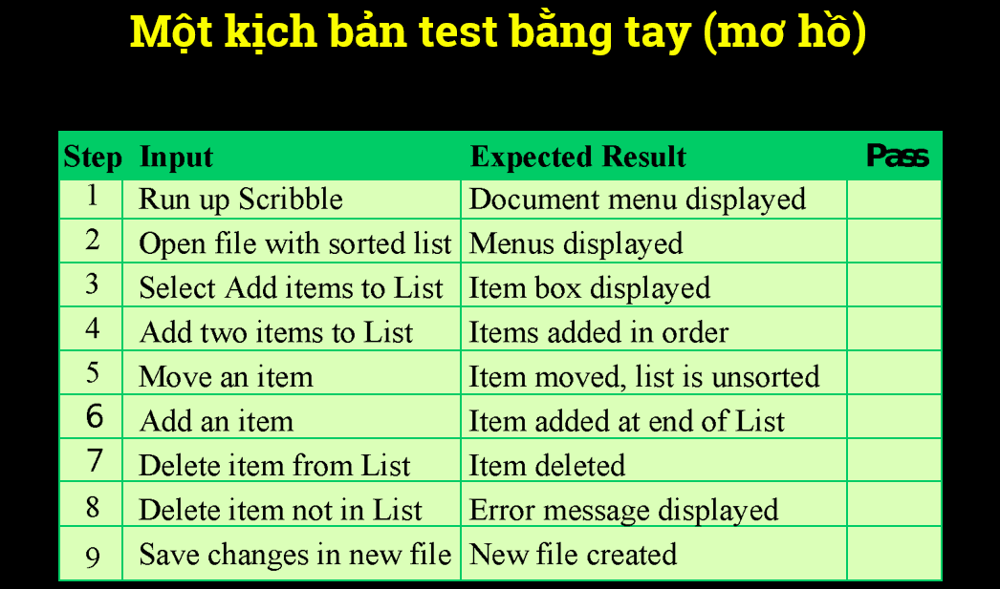 Một kịch bản test bằng tay (mơ hồ)
Step Input Expected Result Pass
1 Run up Scribble Document menu displayed
2 Open file with sorted list Menus displayed
3 Select Add items to List Item box displayed
4 Add two items to List Items added in order
5 Move an item Item moved, list is unsorted
6 Add an item Item added at end of List
7 Delete item from List Item deleted
8 Delete item not in List Error message displayed
9 Save changes in new file New file created